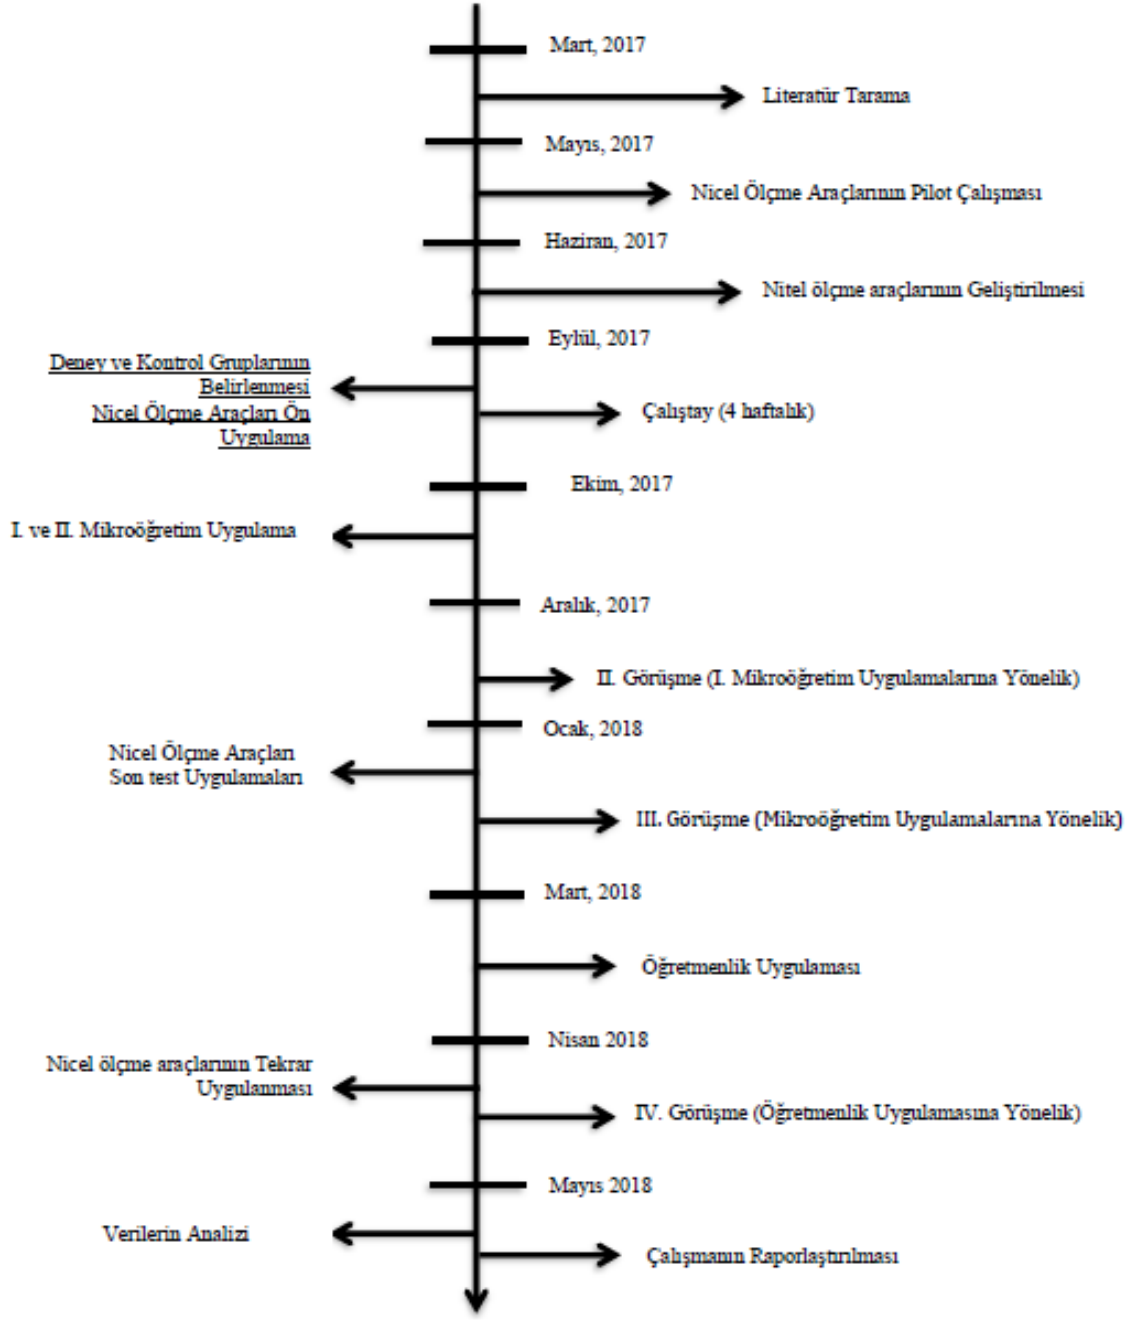 Mart, 2017
Literatür Tarama
Mayıs, 2017
Nicel Ölçme Araçlarının Pilot Çalışması
Haziran, 2017
Nitel ölçme araçlarının Geliştirilmesi
Eylül, 2017
Deney ve Kontrol Gruplarının
Belirlenmesi
Nicel Ölçme Araçları Ön
Uygulama
Çalıştay (4 haftalık)
Ekim, 2017
I. ve II. Mikroöğretim Uygulama
Aralık, 2017
II. Görüşme (I. Mikroöğretim Uygulamalarına Yönelik)
Ocak, 2018
Nicel Ölçme Araçları
Son test Uygulamaları
III. Görüşme (Mikroöğretim Uygulamalarına Yönelik)
Mart, 2018
Öğretmenlik Uygulaması
Nisan 2018
Nicel ölçme araçlarının Tekrar
Uygulanması
IV. Görüşme (Öğretmenlik Uygulamasına Yönelik)
Mayıs 2018
Verilerin Analizi
Çalışmanın Raporlaştırılması